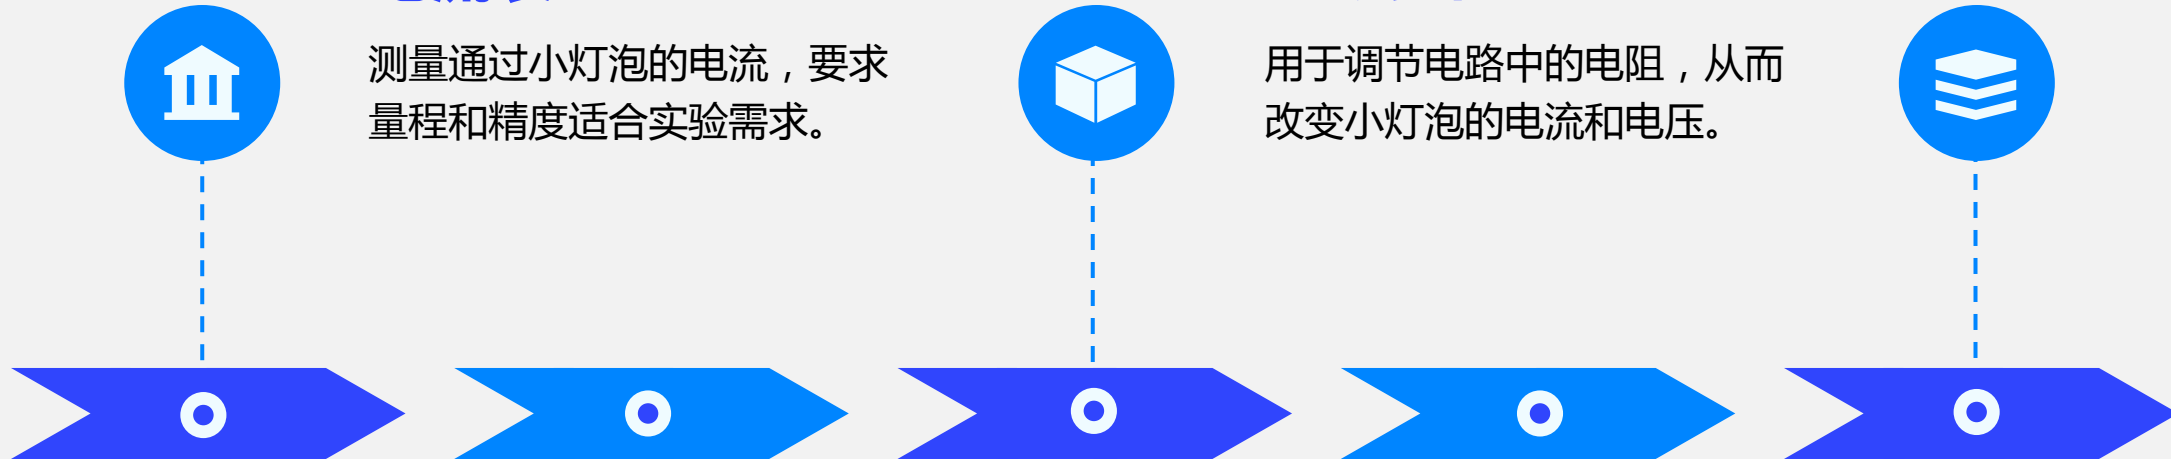 测量通过小灯泡的电流，要求
量程和精度适合实验需求。
用于调节电路中的电阻，从而
改变小灯泡的电流和电压。